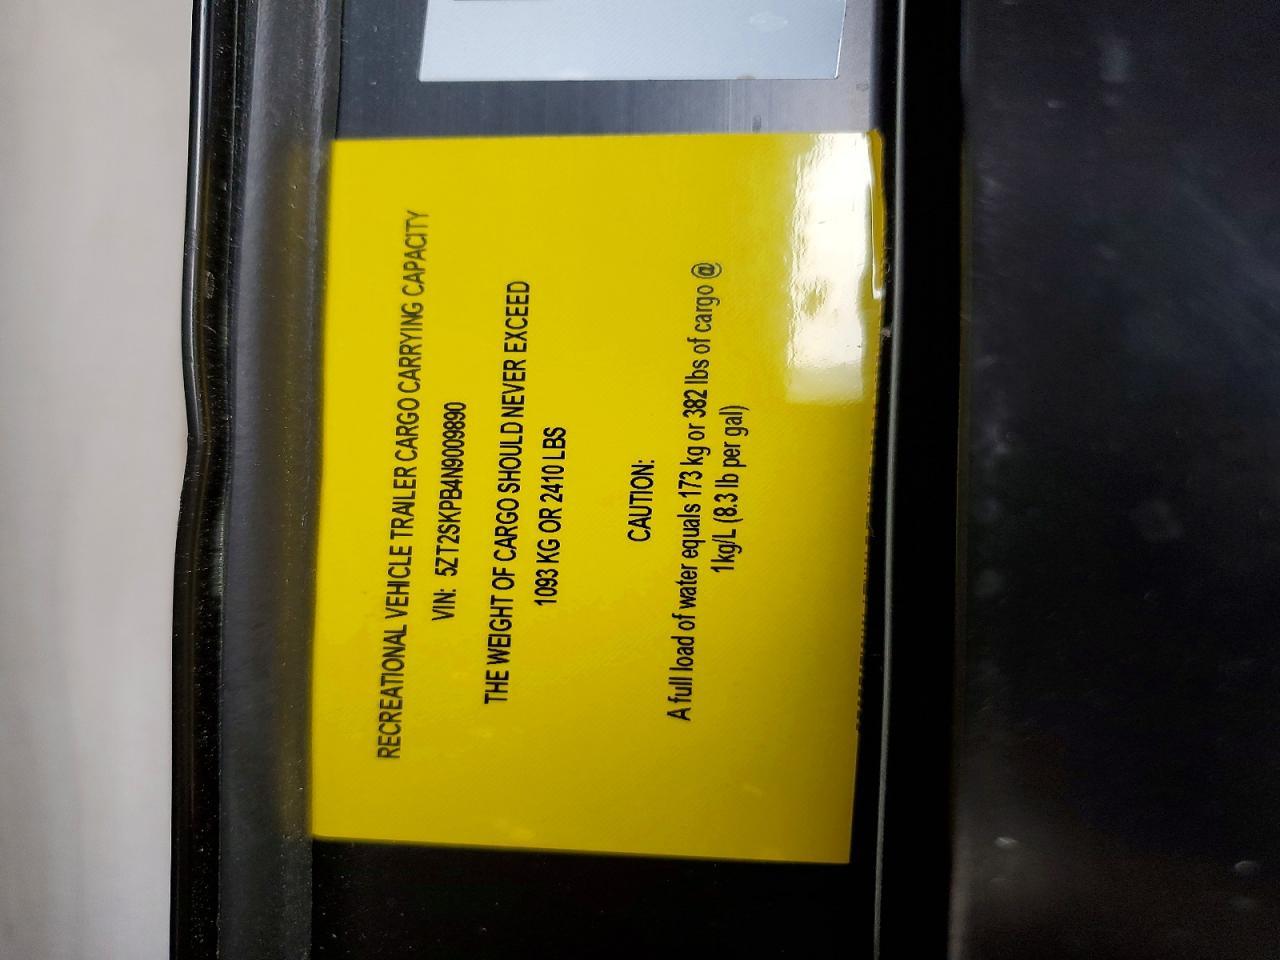 RECREATIONAL VEHICLE TRAILER CARGO CARRYING CAPACITY
VIN: 5ZT2SKPB4N9009890
THE WEIGHT OF CARGO SHOULD NEVER EXCEED
1093 KG OR 2410 LBS
CAUTION:
A full load of water equals 173 kg or 382 lbs of cargo @
1kg/L (8.3 lb per gal)